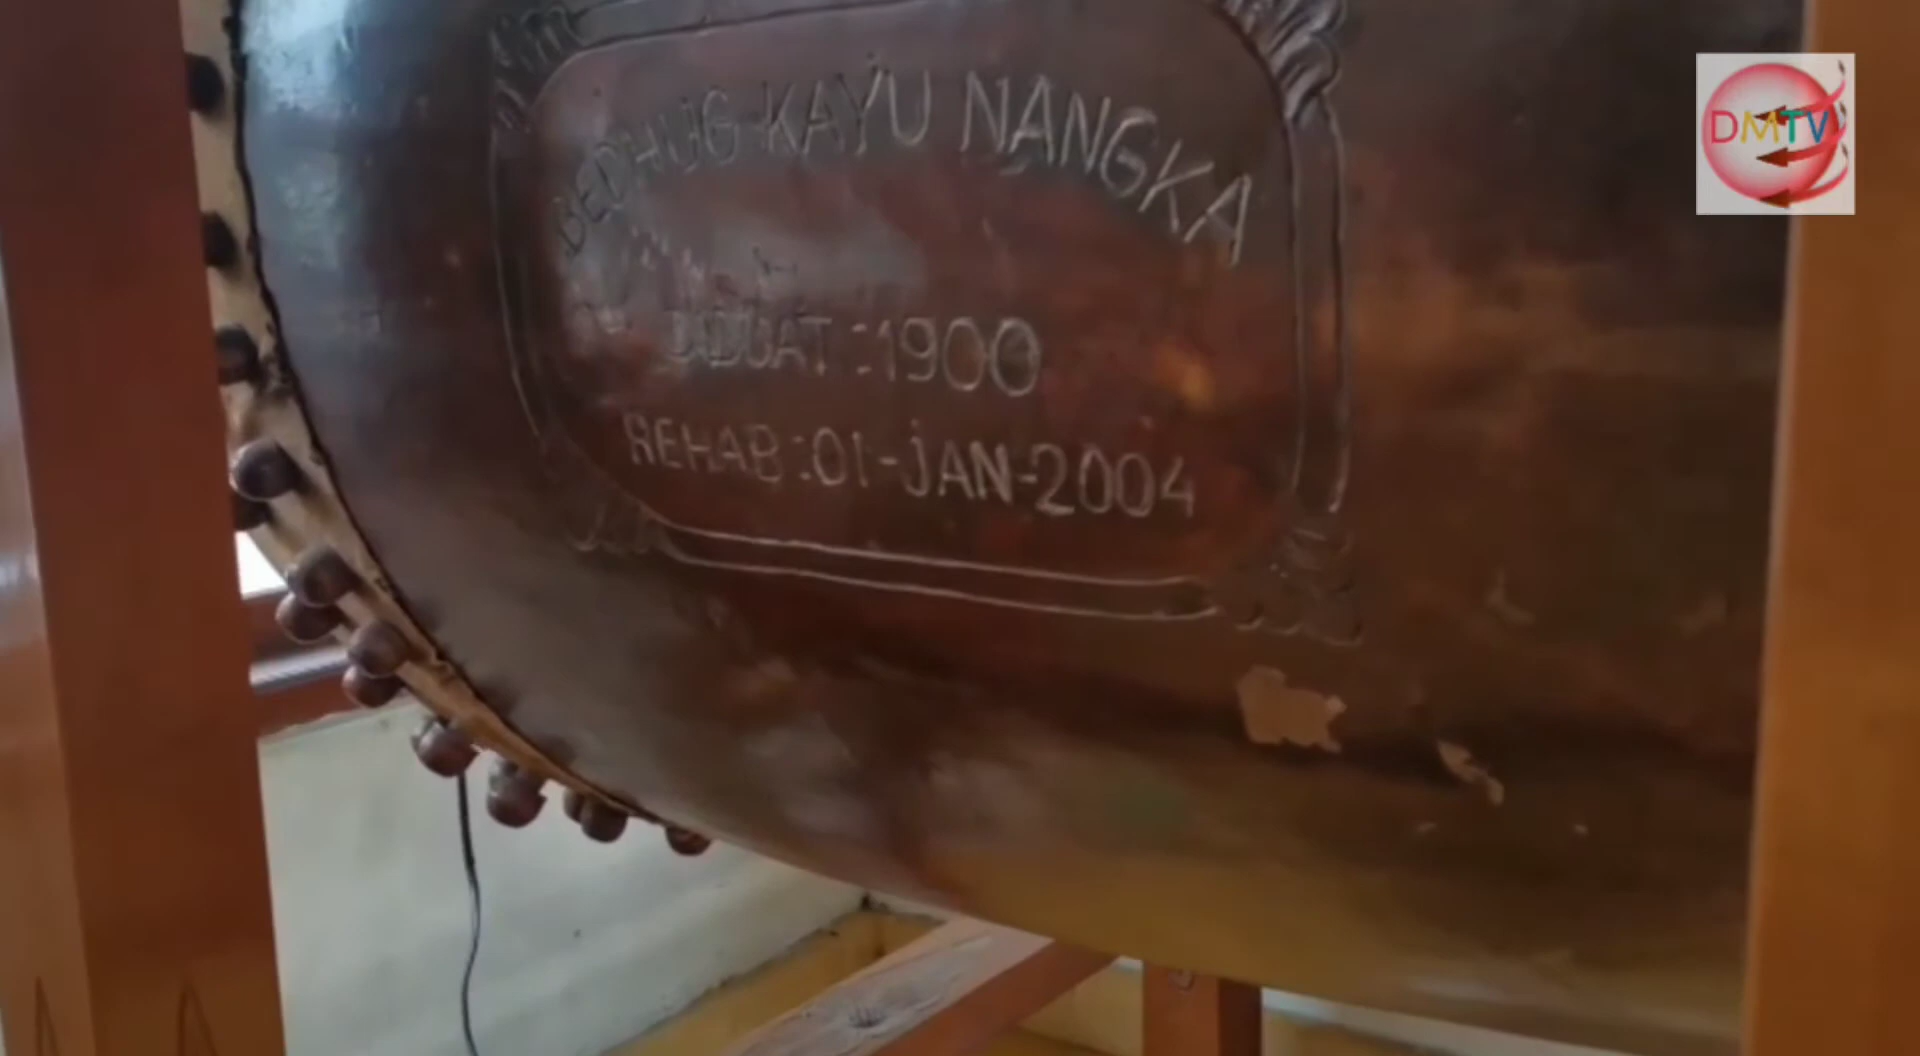 BEDHUG KAYU NANGKA
DIBUAT : 1900
REHAB : 01-JAN-2004
DMTV